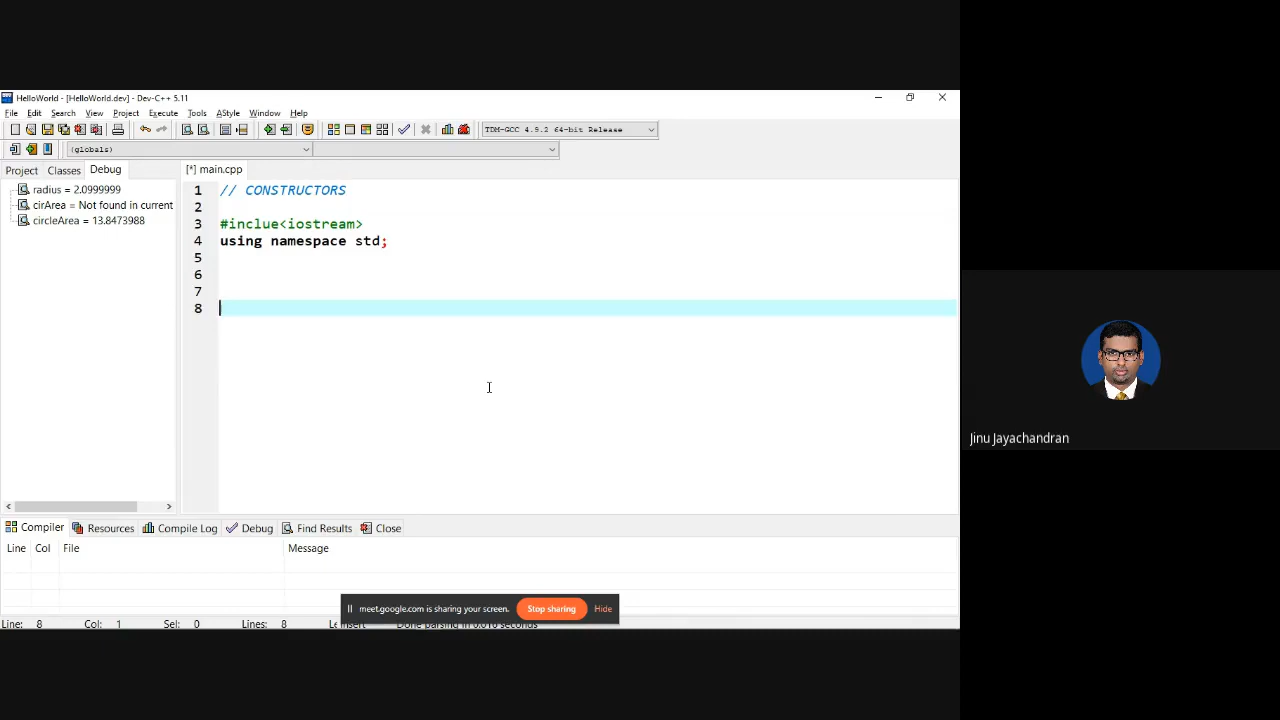 HelloWorld - [HelloWorld.dev] - Dev-C++ 5.11
File Edit Search View Project Execute Tools AStyle Window Help
TDM-GCC 4.9.2 64-bit Release
(globals)
Project Classes Debug [*] main.cpp
radius = 2.0999999
cirArea = Not found in current
circleArea = 13.8473988
1 // CONSTRUCTORS
2
3 #inclue<iostream>
4 using namespace std;
5
6
7
8
Jinu Jayachandran
Compiler Resources Compile Log Debug Find Results Close
Line Col File Message
meet.google.com is sharing your screen. Stop sharing Hide
Line: 8 Col: 1 Sel: 0 Lines: 8